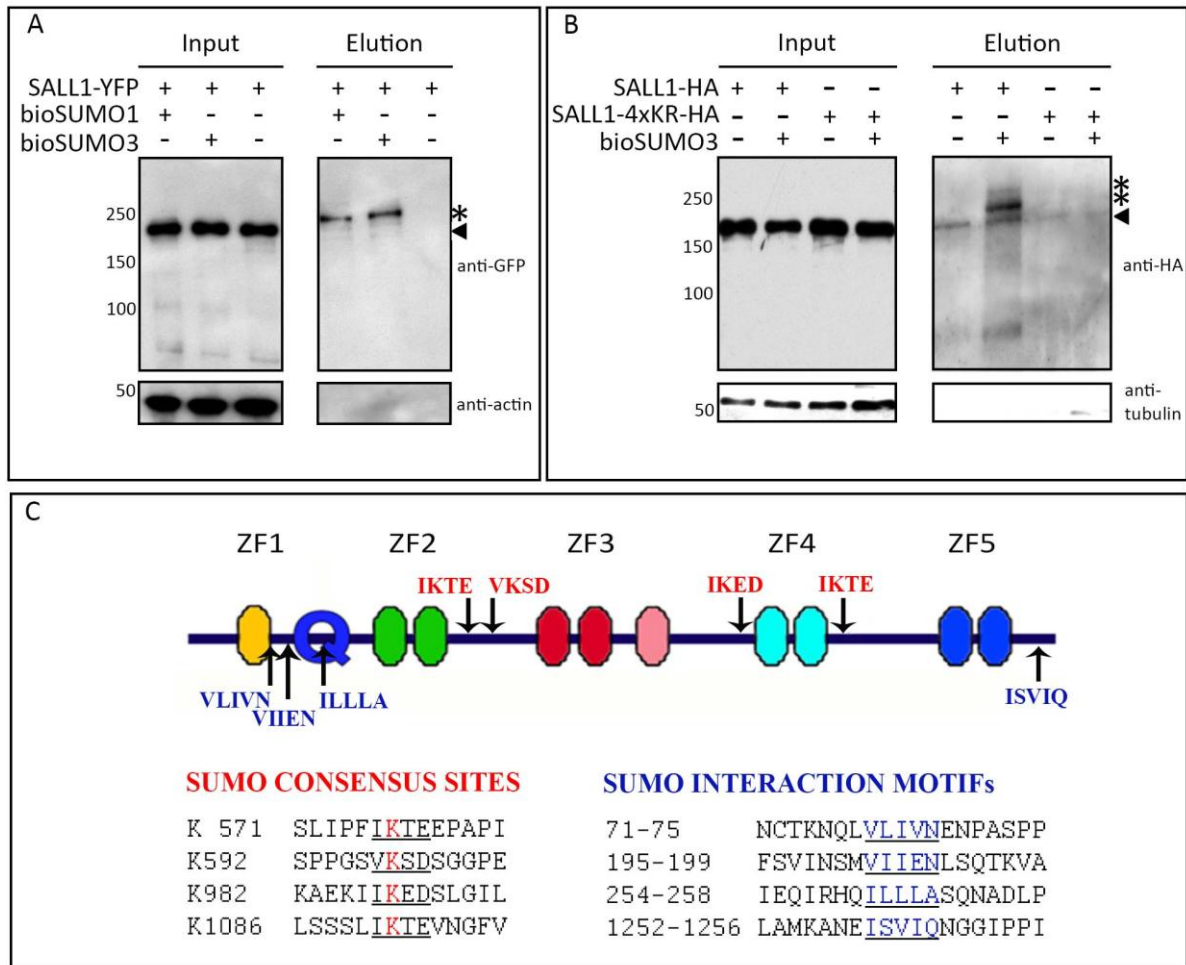 A
Input Elution
SALL1-YFP + + + + + +
bioSUMO1 + - - + - -
bioSUMO3 - + - - + -
250
150
100
*
◄
anti-GFP
50
anti-actin
B
Input Elution
SALL1-HA + + - - + + - -
SALL1-4xKR-HA - - + + - - + +
bioSUMO3 - + - + - + - +
250
150
100
*
*
◄
anti-HA
50
anti-
tubulin
C
ZF1 ZF2 ZF3 ZF4 ZF5
IKTE VKSD IKED IKTE
VLIVN VIIEN ILLLA ISVIQ
SUMO CONSENSUS SITES
K 571 SLIPFIKTEEPAPI
K592 SPPGSVKSDSGGPE
K982 KAEKIIKEDSLGIL
K1086 LSSSLIKTEVNGFV
SUMO INTERACTION MOTIFs
71-75 NCTKNQLVLIVNENPASPP
195-199 FSVINSMVIIENLSQTKVA
254-258 IEQIRHQILLLASQNADLP
1252-1256 LAMKANEISVIQNGGIPPI
Q